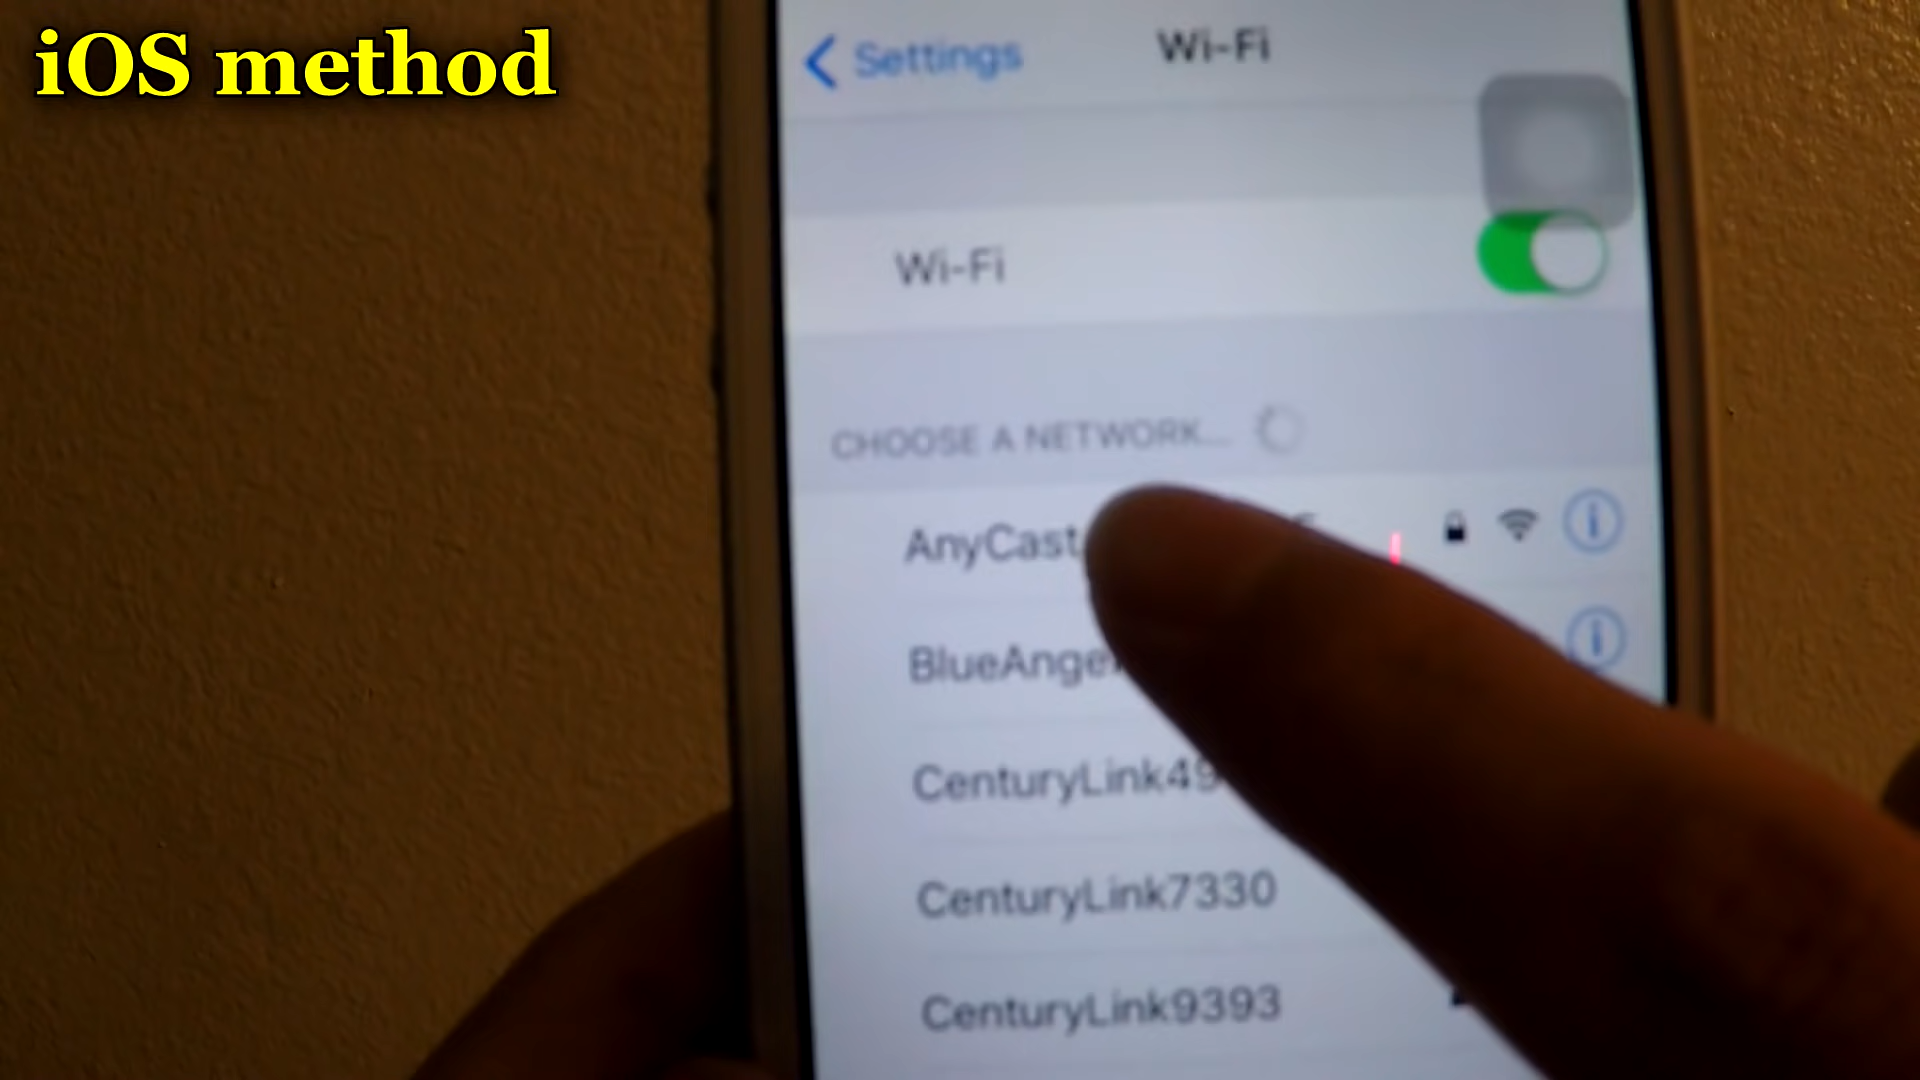 iOS method
Settings
Wi-Fi
Wi-Fi
CHOOSE A NETWORK...
AnyCast
CenturyLink7330
CenturyLink9393